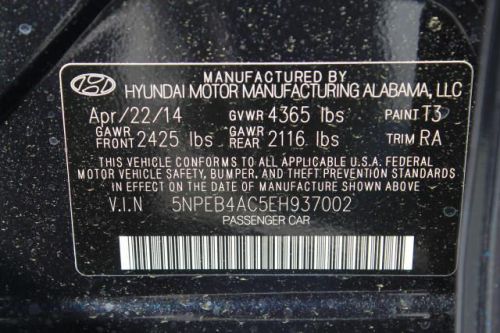 MANUFACTURED BY
HYUNDAI MOTOR MANUFACTURING ALABAMA, LLC
Apr/22/14 GVWR 4365 lbs PAINT T3
GAWR FRONT 2425 lbs GAWR REAR 2116 lbs TRIM RA
THIS VEHICLE CONFORMS TO ALL APPLICABLE U.S.A. FEDERAL
MOTOR VEHICLE SAFETY, BUMPER, AND THEFT PREVENTION STANDARDS
IN EFFECT ON THE DATE OF MANUFACTURE SHOWN ABOVE.
V.I.N 5NPEB4AC5EH937002
PASSENGER CAR